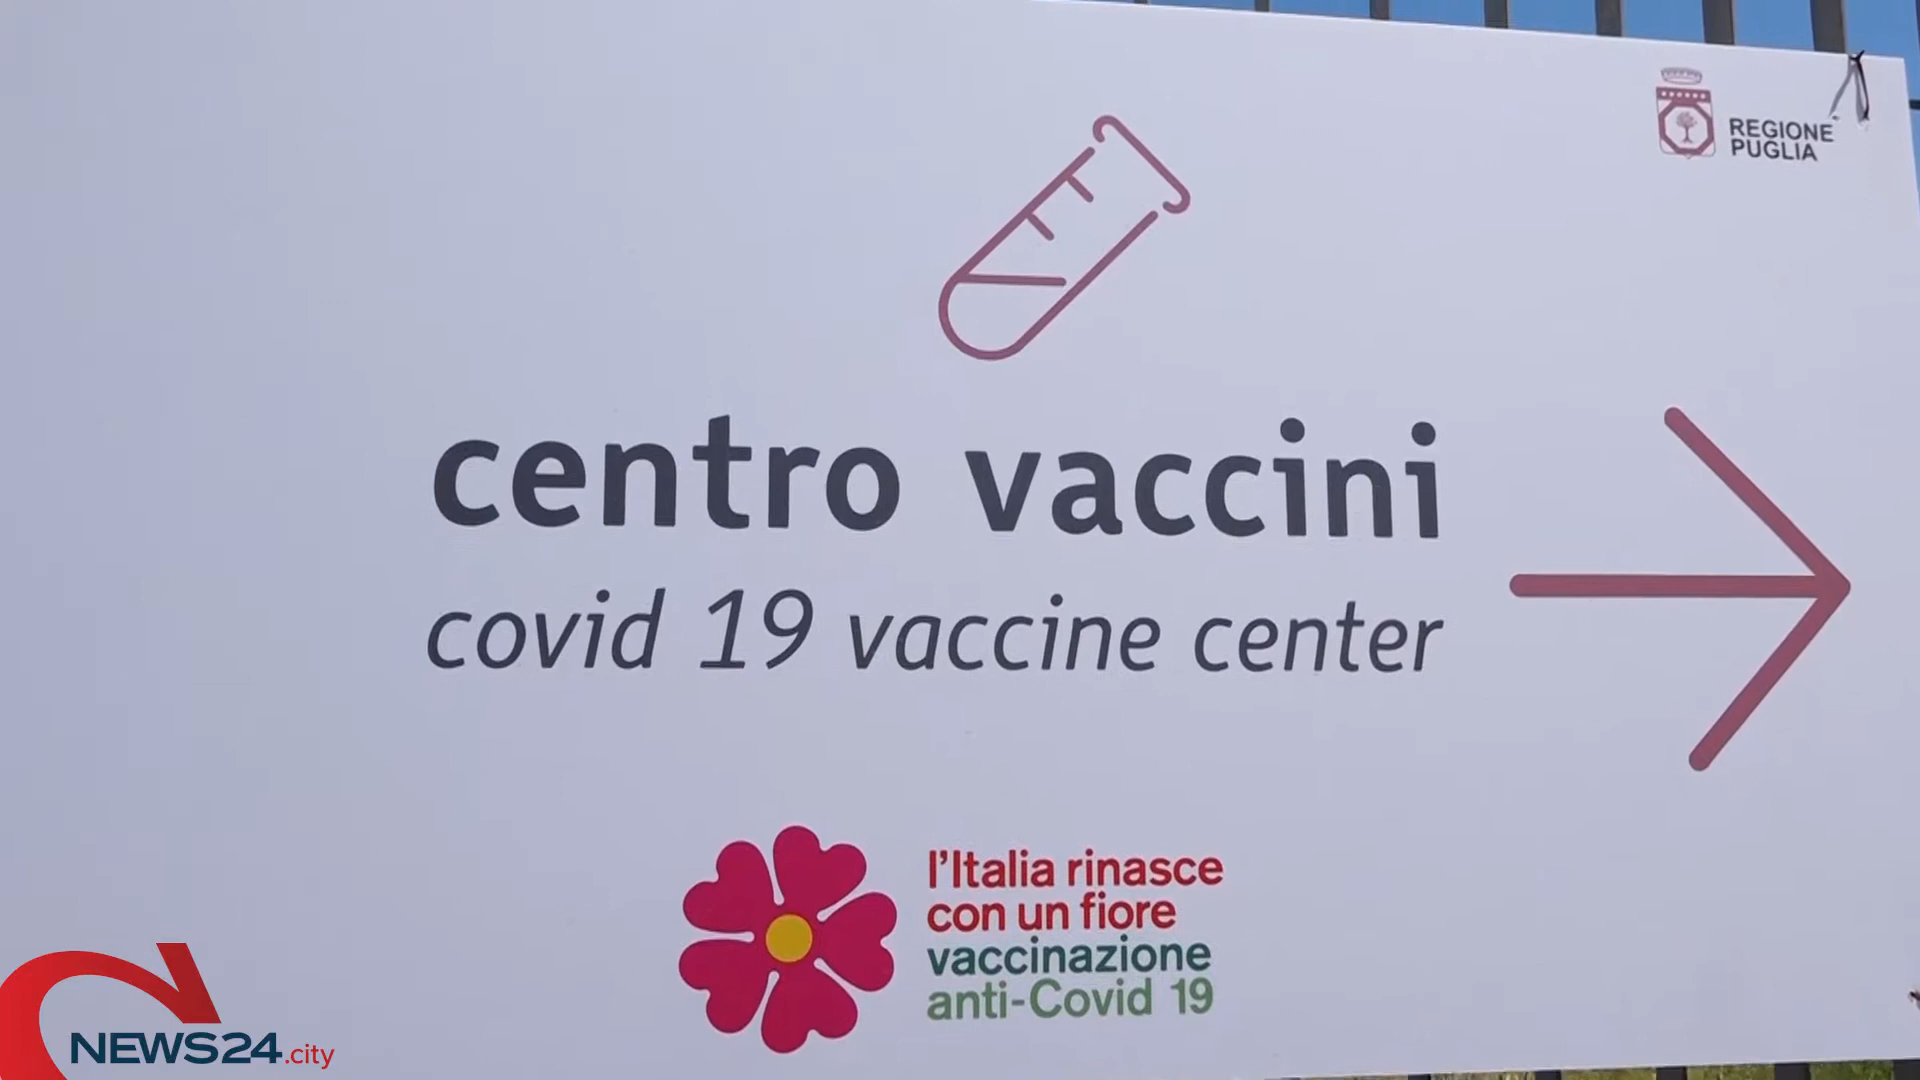 REGIONE
PUGLIA
centro vaccini
covid 19 vaccine center
l'Italia rinasce
con un fiore
vaccinazione
anti-Covid 19
NEWS24.city